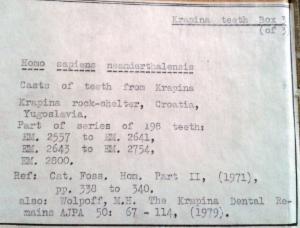 Krapina teeth Box
(of 3
Homo sapiens neanderthalensis
Casts of teeth from Krapina
Krapina rock-shelter, Croatia,
Yugoslavia.
Part of series of 198 teeth:
EM. 2557 to EM. 2641,
EM. 2643 to EM. 2754,
EM. 2800.
Ref: Cat. Foss. Hom. Part II, (1971),
pp. 338 to 340.
also: Wolpoff, M.H. The Krapina Dental Re-
mains AJPA 50: 67 - 114, (1979).